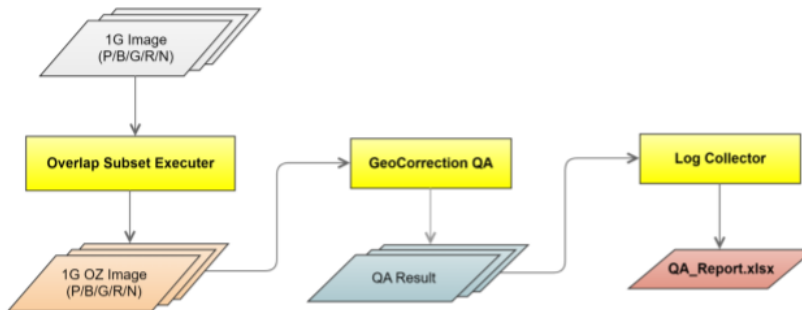 1G Image
(P/B/G/R/N)
Overlap Subset Executer
GeoCorrection QA
Log Collector
1G OZ Image
(P/B/G/R/N)
QA Result
QA_Report.xlsx